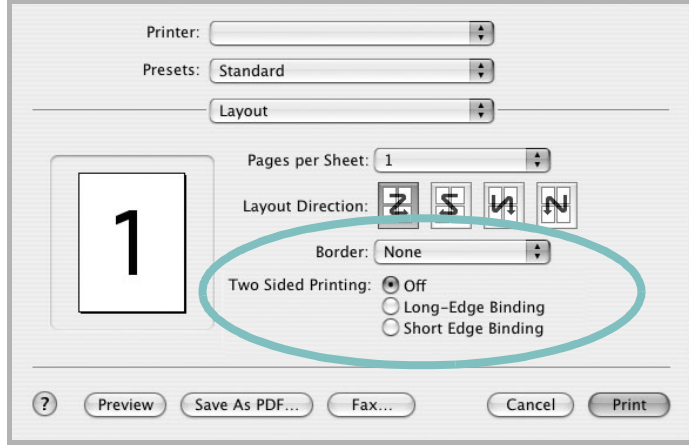 Printer:
Presets: Standard
Layout
Pages per Sheet: 1
Layout Direction:
1
Border: None
Two Sided Printing: Off
Long-Edge Binding
Short Edge Binding
? Preview Save As PDF... Fax... Cancel Print